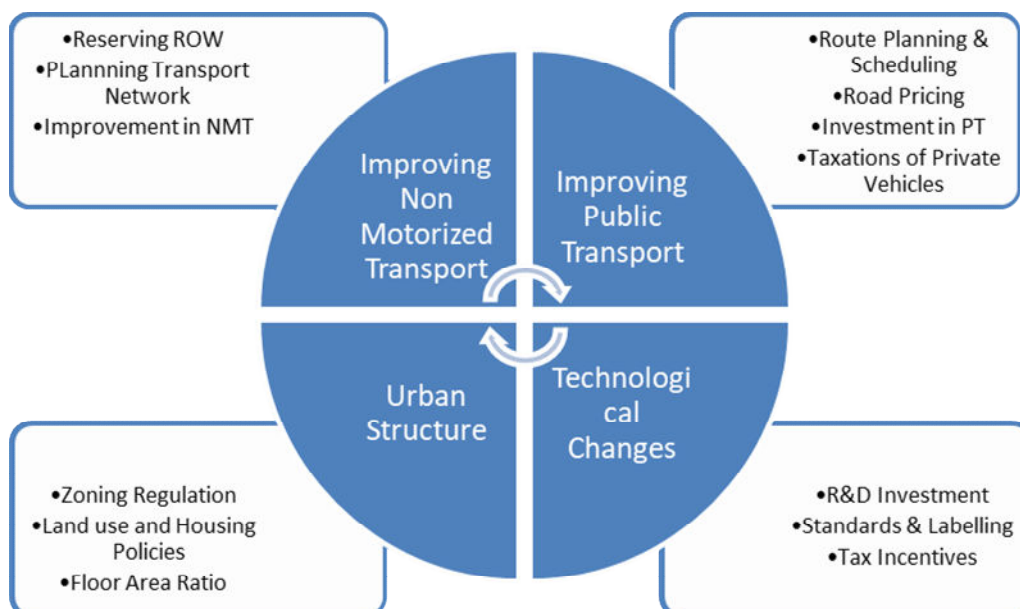 •Reserving ROW
•PLannning Transport
Network
•Improvement in NMT
•Route Planning &
Scheduling
•Road Pricing
•Investment in PT
•Taxations of Private
Vehicles
Improving
Non
Motorized
Transport
Improving
Public
Transport
Urban
Structure
Technologi
cal
Changes
•Zoning Regulation
•Land use and Housing
Policies
•Floor Area Ratio
•R&D Investment
•Standards & Labelling
•Tax Incentives